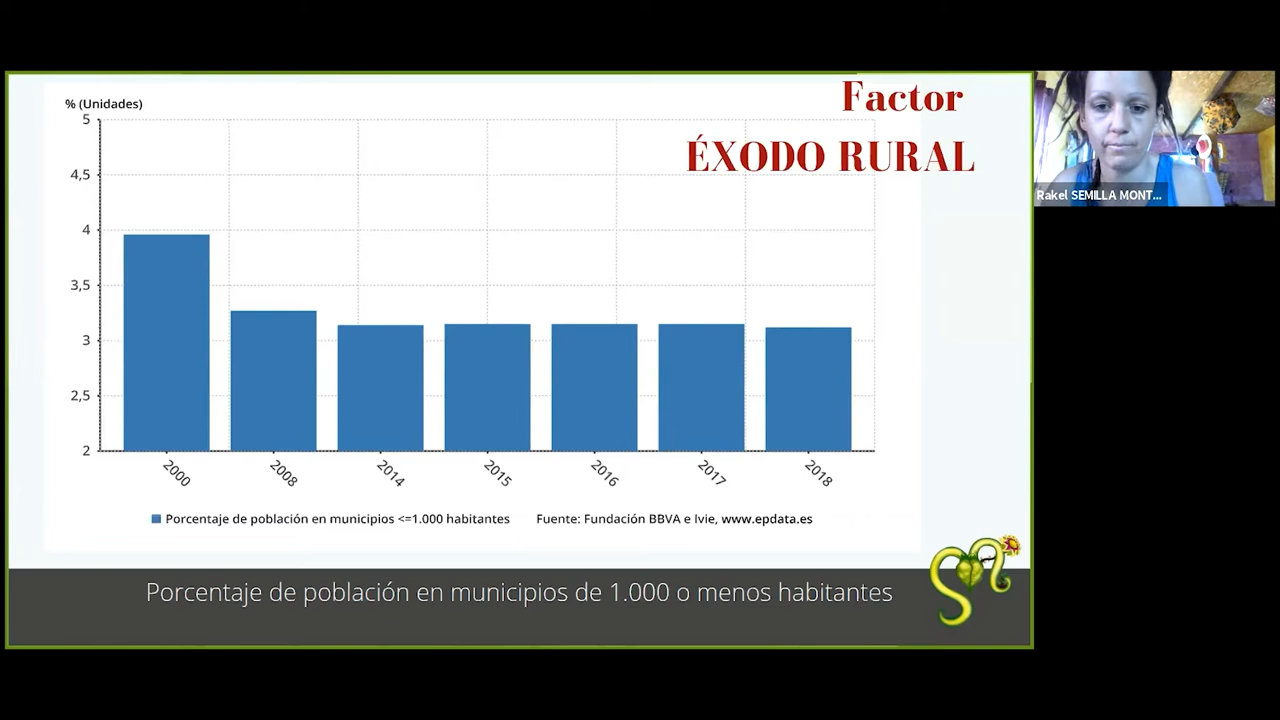 % (Unidades)
Factor
ÉXODO RURAL
5
4,5
4
3,5
3
2,5
2
2000
2008
2014
2015
2016
2017
2018
Porcentaje de población en municipios <=1.000 habitantes
Fuente: Fundación BBVA e Ivie, www.epdata.es
Porcentaje de población en municipios de 1.000 o menos habitantes
Rakel SEMILLA MONT...